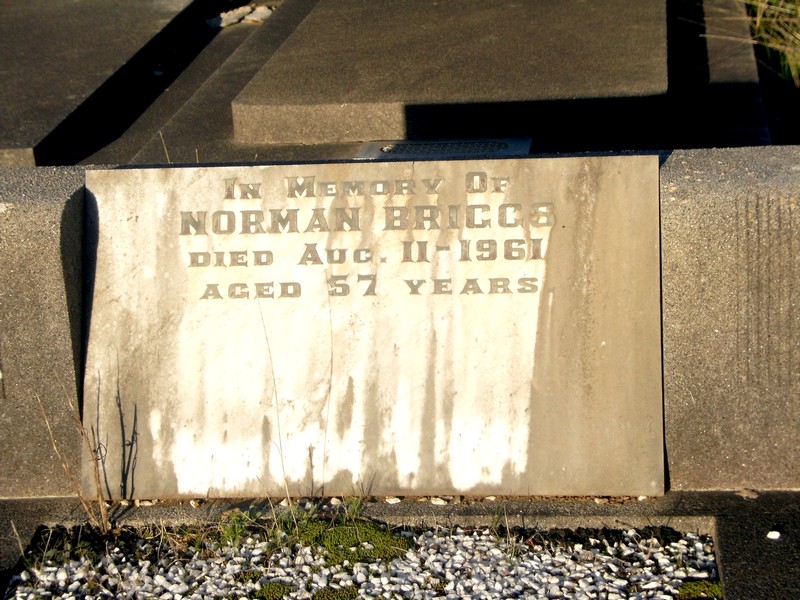 In Memory Of
NORMAN BRIGGS
DIED AUG. 11-1961
AGED 57 YEARS.